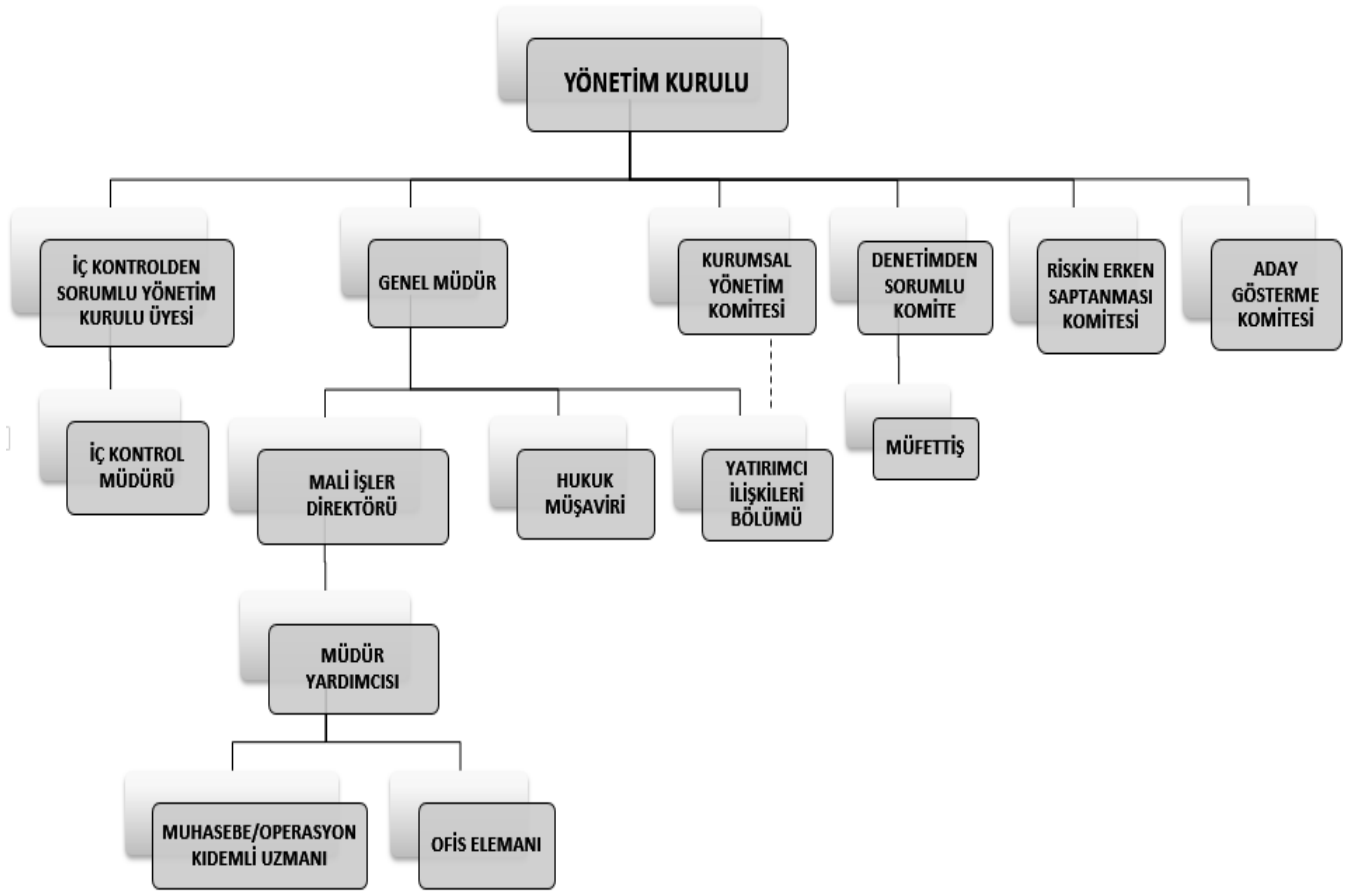 YÖNETİM KURULU
İÇ KONTROLDEN
SORUMLU YÖNETİM
KURULU ÜYESİ
GENEL MÜDÜR
KURUMSAL
YÖNETİM
KOMİTESİ
DENETİMDEN
SORUMLU
KOMİTE
RİSKİN ERKEN
SAPTANMASI
KOMİTESİ
ADAY
GÖSTERME
KOMİTESİ
İÇ KONTROL
MÜDÜRÜ
MALİ İŞLER
DİREKTÖRÜ
HUKUK
MÜŞAVİRİ
YATIRIMCI
İLİŞKİLERİ
BÖLÜMÜ
MÜFETTİŞ
MÜDÜR
YARDIMCISI
MUHASEBE/OPERASYON
KIDEMLİ UZMANI
OFİS ELEMANI